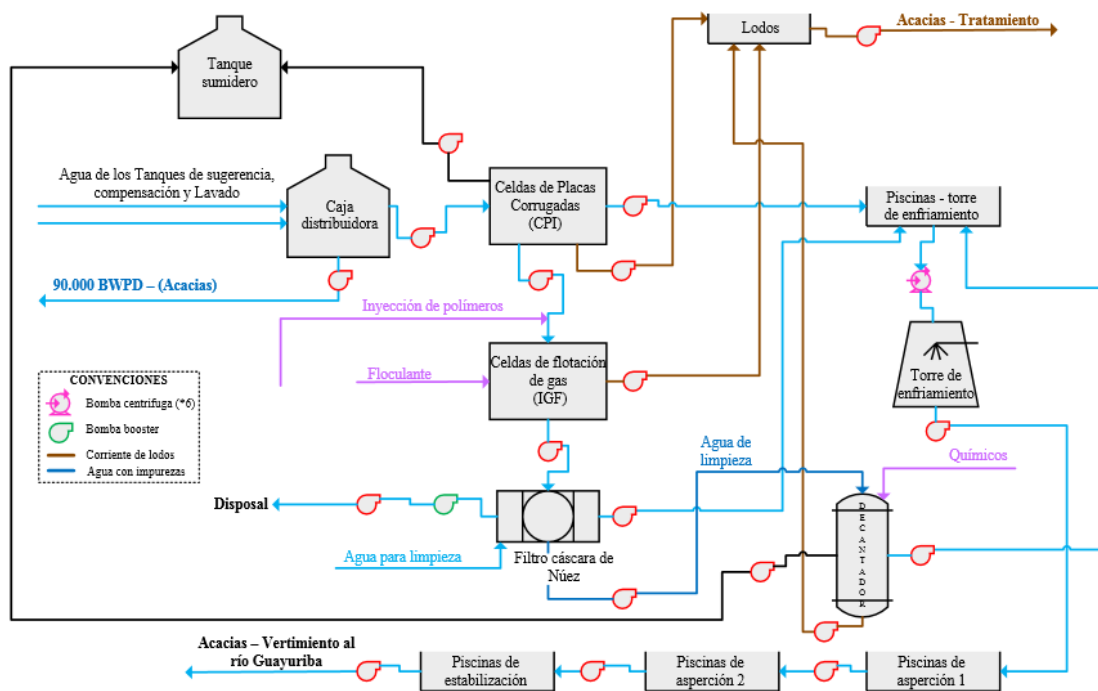 Lodos
Acacias - Tratamiento
Tanque
sumidero
Agua de los Tanques de sugerencia,
compensación y Lavado
Caja
distribuidora
Celdas de Placas
Corrugadas
(CPI)
Piscinas - torre
de enfriamiento
90.000 BWPD – (Acacias)
Inyección de polímeros
Celdas de flotación
de gas
(IGF)
Floculante
Torre de
enfriamiento
CONVENCIONES
Bomba centrifuga (*6)
Bomba booster
Corriente de lodos
Agua con impurezas
Agua de
limpieza
Químicos
Disposal
DECANTADOR
Agua para limpieza
Filtro cáscara de
Núez
Acacias – Vertimiento al
río Guayuriba
Piscinas de
estabilización
Piscinas de
asperción 2
Piscinas de
asperción 1